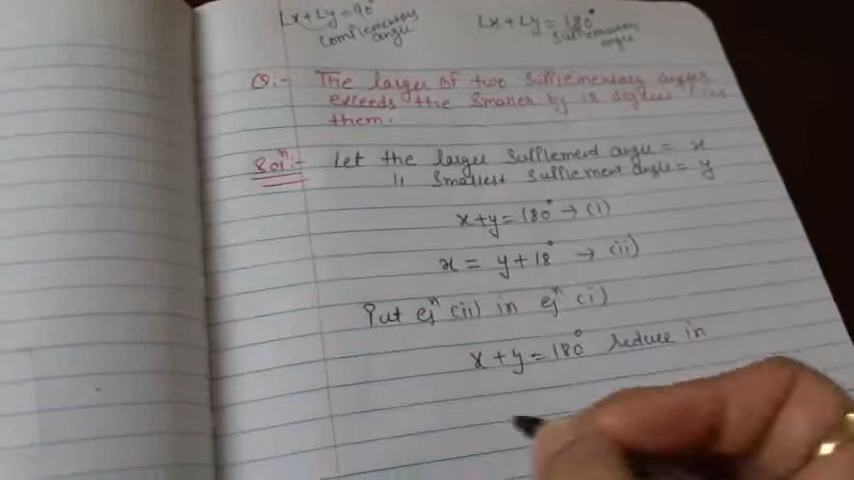 ∠x+∠y=90°
Complementary
angle
∠x+∠y=180°
Supplementary
angle
Q:- The larger of two supplementary angles
exceeds the smaller by 18 degrees
them.
Solⁿ:- Let the larger supplement angle = x
11 smallest supplement angle = y
x+y=180° → (i)
x = y+18° → (ii)
Put eqⁿ (ii) in eqⁿ (i)
x+y=180° reduce in